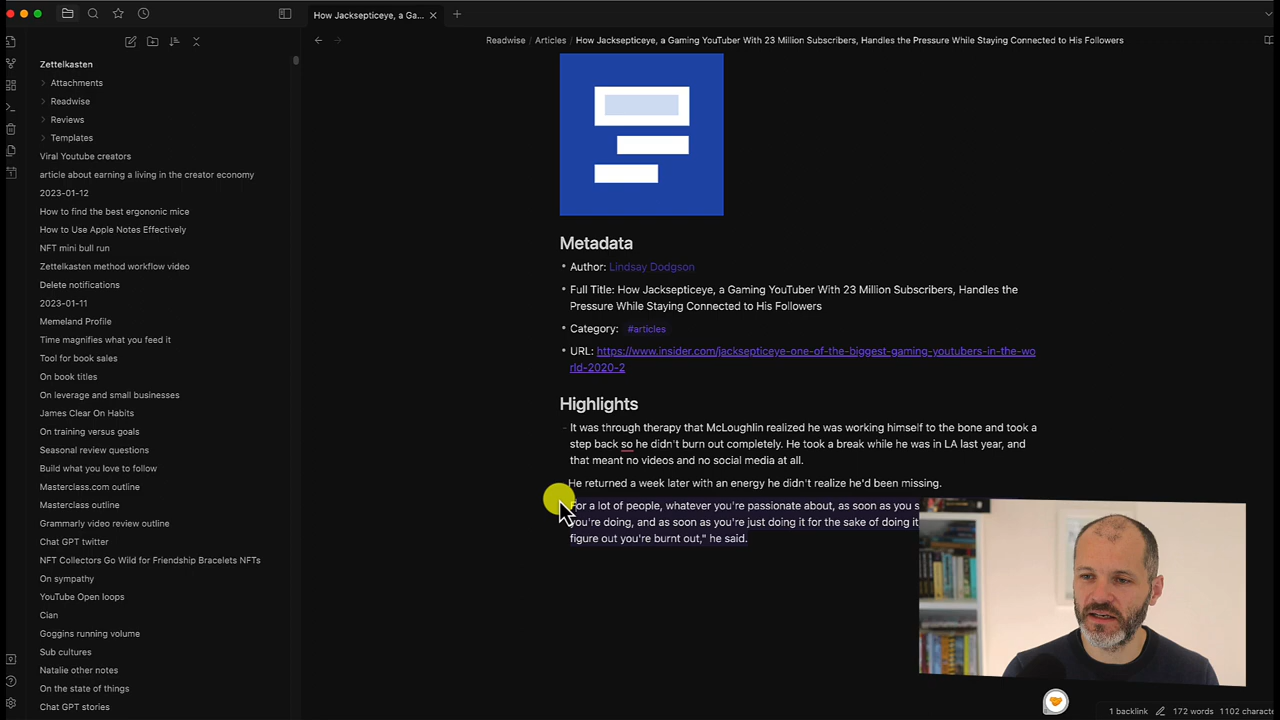 How Jacksepticeye, a Ga...
Readwise / Articles / How Jacksepticeye, a Gaming YouTuber With 23 Million Subscribers, Handles the Pressure While Staying Connected to His Followers
Zettelkasten
Attachments
Readwise
Reviews
Templates
Viral Youtube creators
article about earning a living in the creator economy
2023-01-12
How to find the best ergononic mice
How to Use Apple Notes Effectively
NFT mini bull run
Zettelkasten method workflow video
Delete notifications
2023-01-11
Memeland Profile
Time magnifies what you feed it
Tool for book sales
On book titles
On leverage and small businesses
James Clear On Habits
On training versus goals
Seasonal review questions
Build what you love to follow
Masterclass.com outline
Masterclass outline
Grammarly video review outline
Chat GPT twitter
NFT Collectors Go Wild for Friendship Bracelets NFTs
On sympathy
YouTube Open loops
Cian
Goggins running volume
Sub cultures
Natalie other notes
On the state of things
Chat GPT stories
Metadata
• Author: Lindsay Dodgson
• Full Title: How Jacksepticeye, a Gaming YouTuber With 23 Million Subscribers, Handles the
Pressure While Staying Connected to His Followers
• Category: #articles
• URL: https://www.insider.com/jacksepticeye-one-of-the-biggest-gaming-youtubers-in-the-wo
rld-2020-2
Highlights
- It was through therapy that McLoughlin realized he was working himself to the bone and took a
step back so he didn't burn out completely. He took a break while he was in LA last year, and
that meant no videos and no social media at all.
He returned a week later with an energy he didn't realize he'd been missing.
For a lot of people, whatever you're passionate about, as soon as you s
you're doing, and as soon as you're just doing it for the sake of doing it
figure out you're burnt out," he said.
1 backlink
172 words
1102 characte